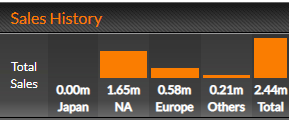 Sales History
Total
Sales
0.00m 1.65m 0.58m 0.21m 2.44m
Japan NA Europe Others Total